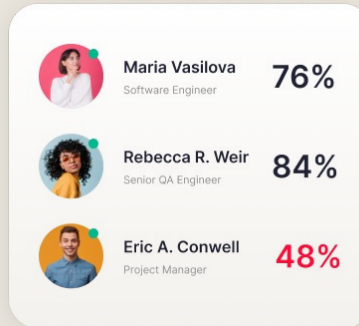 Maria Vasilova
76%
Software Engineer
Rebecca R. Weir
84%
Senior QA Engineer
Eric A. Conwell
48%
Project Manager